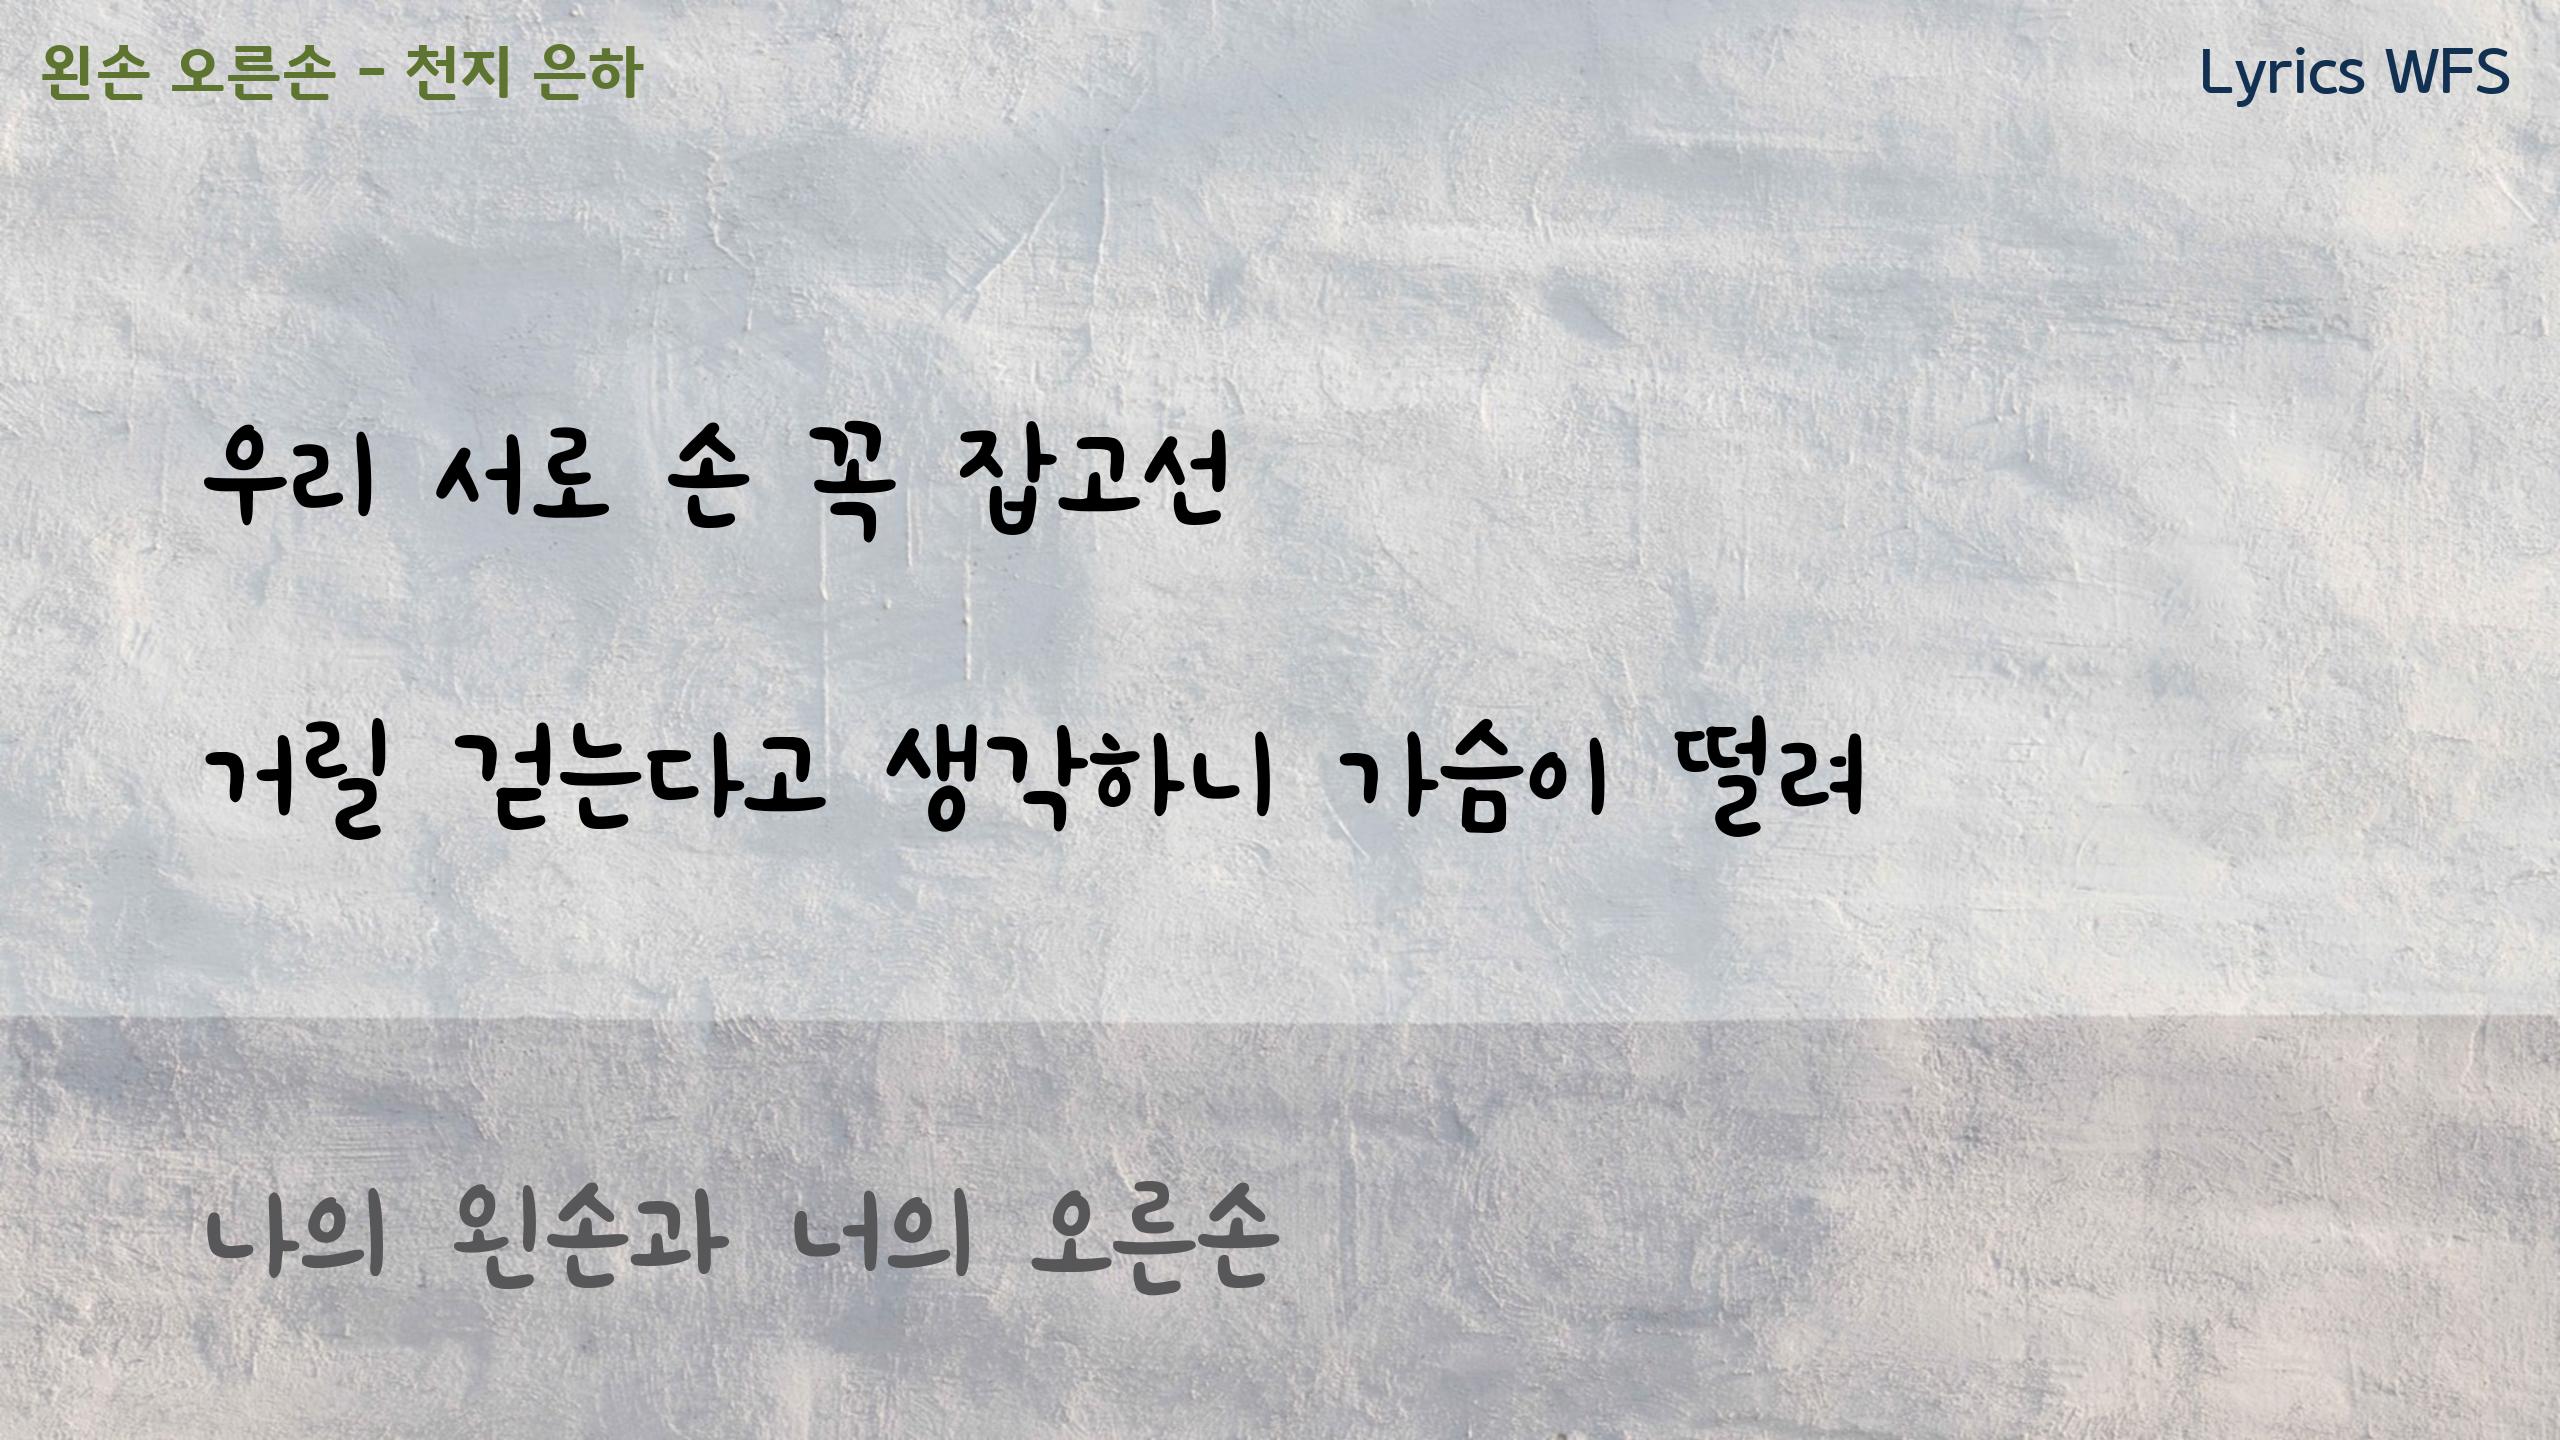 왼손 오른손 - 천지 은하
Lyrics WFS
우리 서로 손 꼭 잡고선
거릴 걷는다고 생각하니 가슴이 떨려
나의 왼손과 너의 오른손